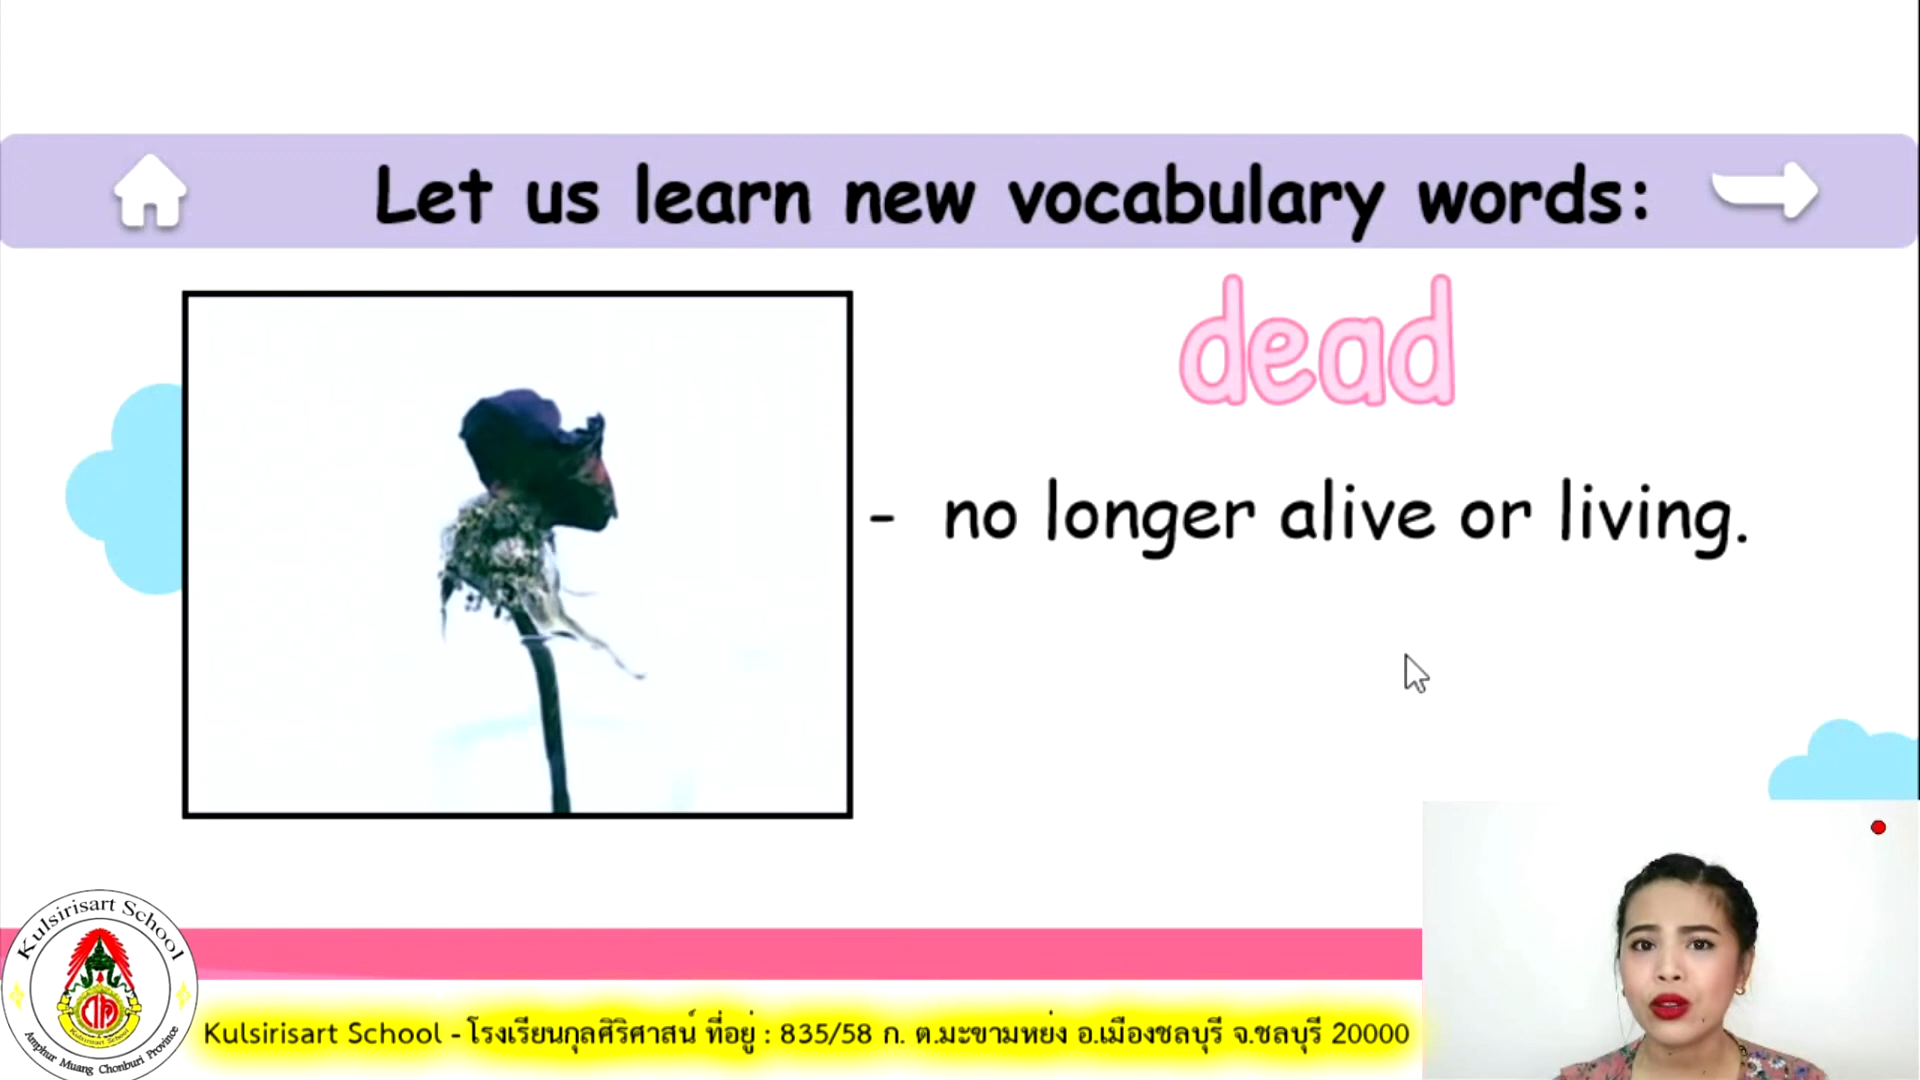 Let us learn new vocabulary words:
dead
- no longer alive or living.
Kulsirisart School
Amphur Muang Chonburi Province
Kulsirisart School - โรงเรียนกุลศิริศาสน์ ที่อยู่ : 835/58 ก. ต.มะขามหย่ง อ.เมืองชลบุรี จ.ชลบุรี 20000